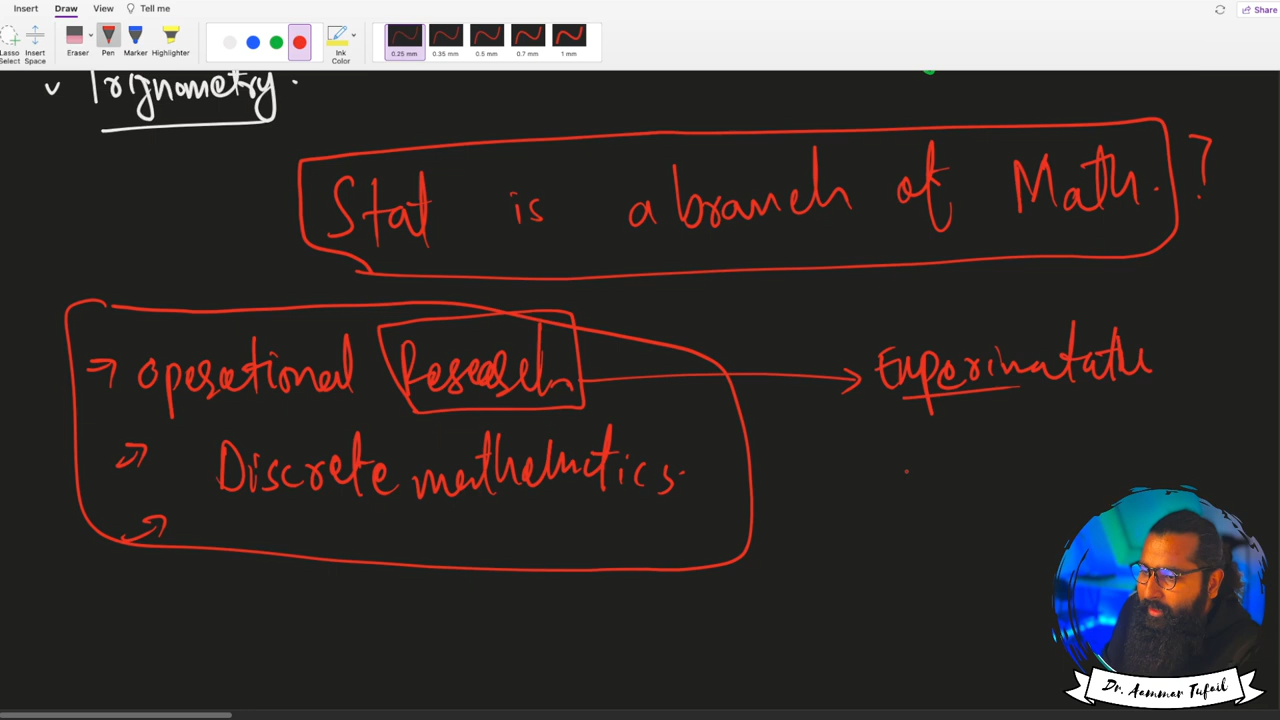 Insert Draw View Tell me
Share
Lasso Select
Insert Space
Eraser Pen Marker Highlighter
Ink Color
0.25 mm 0.35 mm 0.5 mm 0.7 mm 1 mm
Trignometry.
Stat is a branch of Math. ?
→ Operational Research →
→ Discrete mathematics.
→
Dr. Aammar Tufail